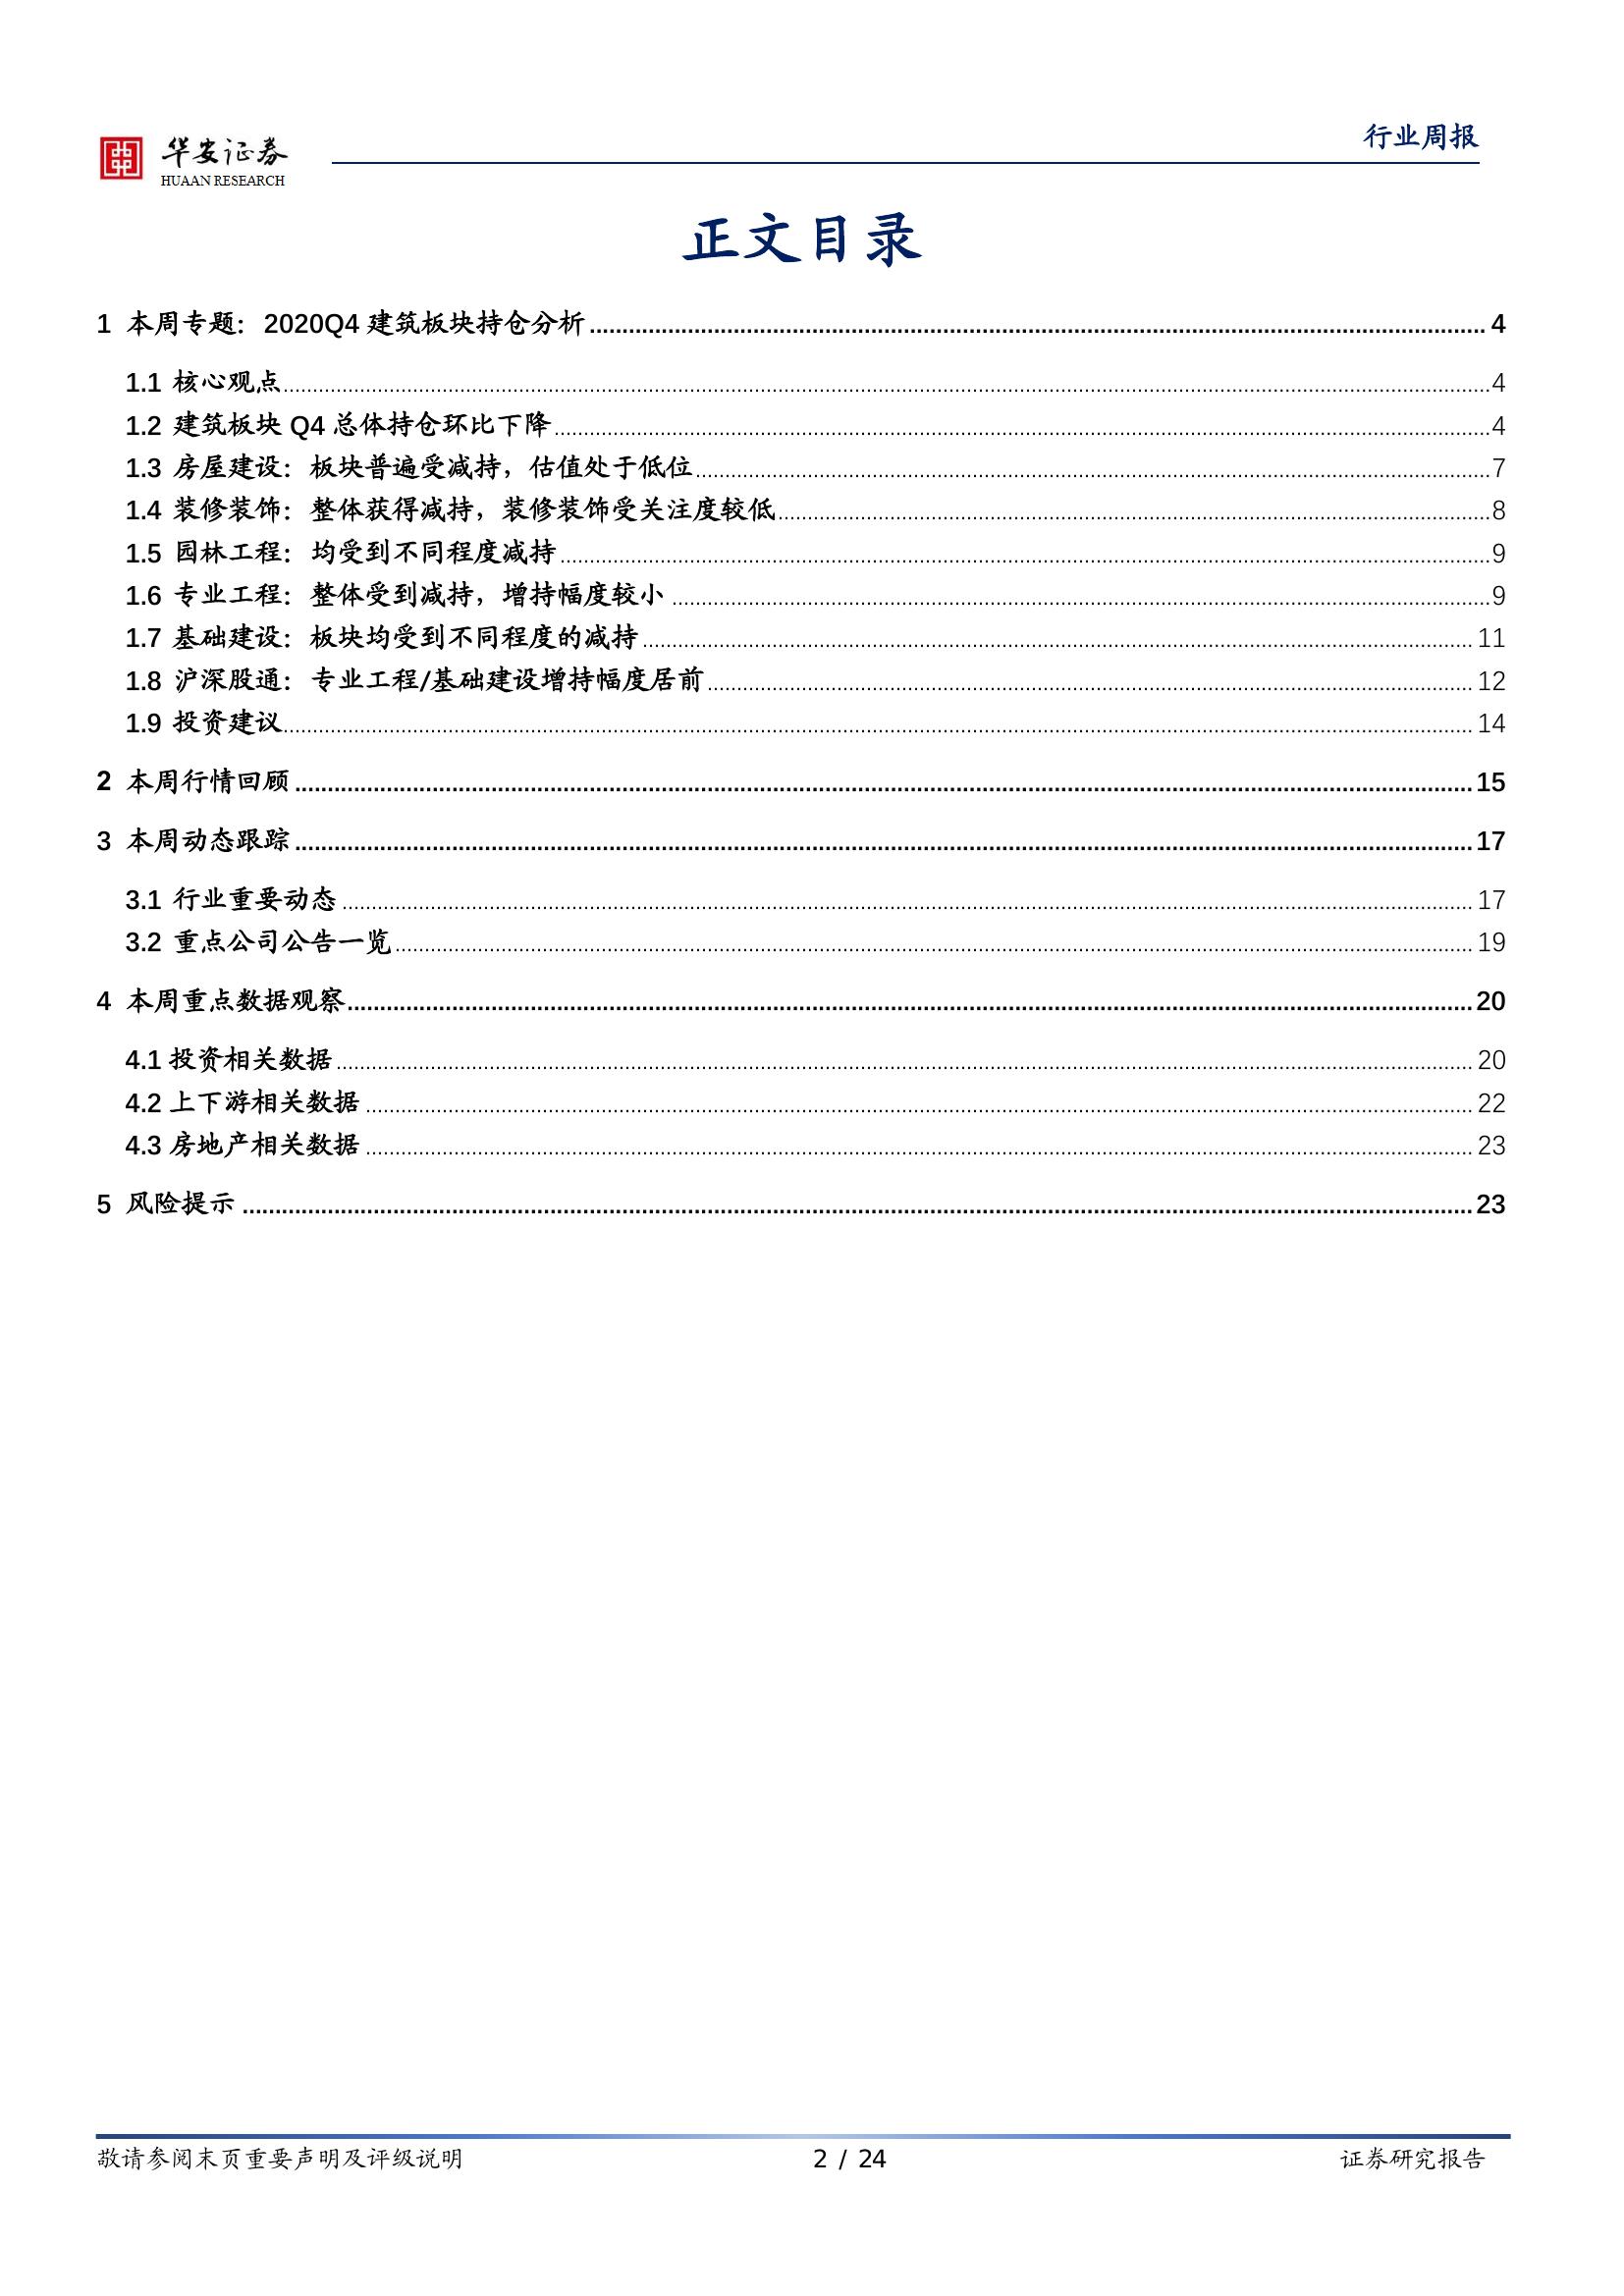 华安证券
HUAAN RESEARCH
行业周报
正文目录
1 本周专题：2020Q4 建筑板块持仓分析 4
1.1 核心观点 4
1.2 建筑板块 Q4 总体持仓环比下降 4
1.3 房屋建设：板块普遍受减持，估值处于低位 7
1.4 装修装饰：整体获得减持，装修装饰受关注度较低 8
1.5 园林工程：均受到不同程度减持 9
1.6 专业工程：整体受到减持，增持幅度较小 9
1.7 基础建设：板块均受到不同程度的减持 11
1.8 沪深股通：专业工程/基础建设增持幅度居前 12
1.9 投资建议 14
2 本周行情回顾 15
3 本周动态跟踪 17
3.1 行业重要动态 17
3.2 重点公司公告一览 19
4 本周重点数据观察 20
4.1 投资相关数据 20
4.2 上下游相关数据 22
4.3 房地产相关数据 23
5 风险提示 23
敬请参阅末页重要声明及评级说明 2 / 24 证券研究报告